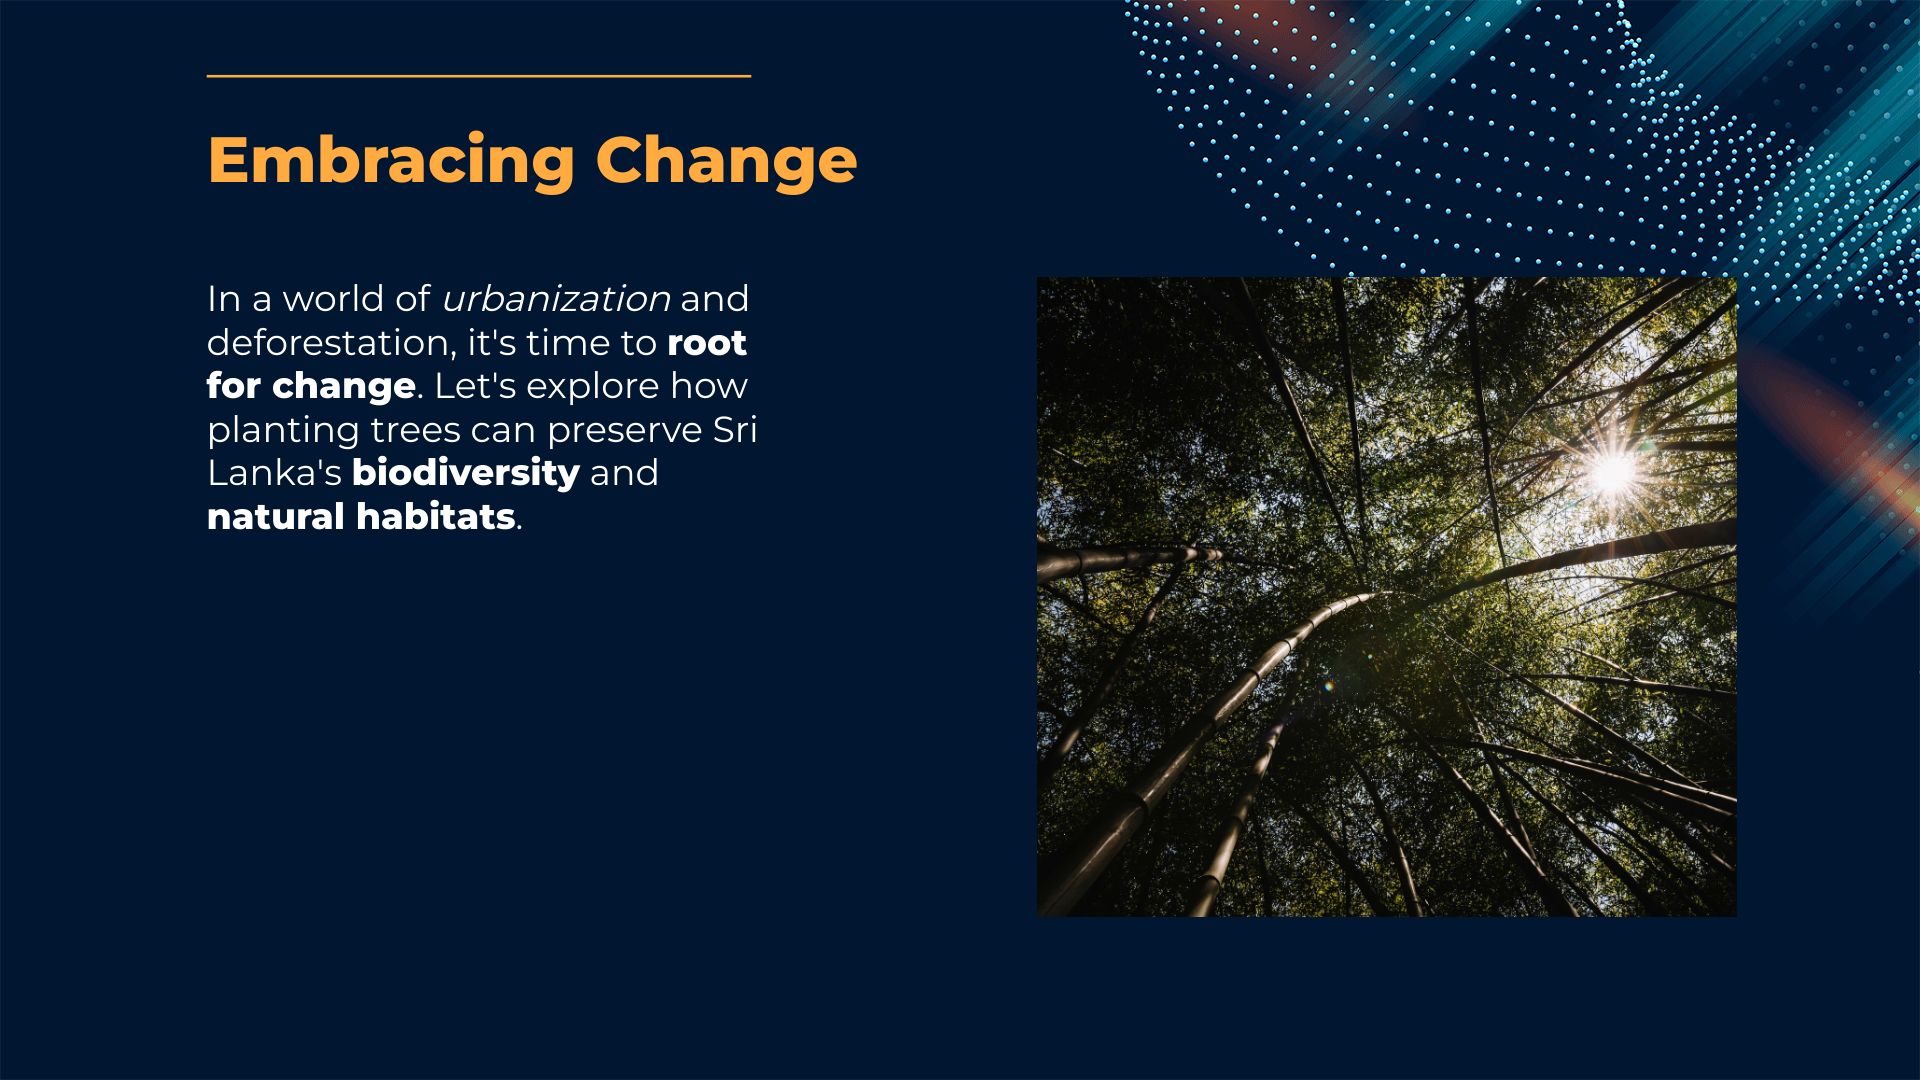 Embracing Change
In a world of urbanization and
deforestation, it's time to root
for change. Let's explore how
planting trees can preserve Sri
Lanka's biodiversity and
natural habitats.